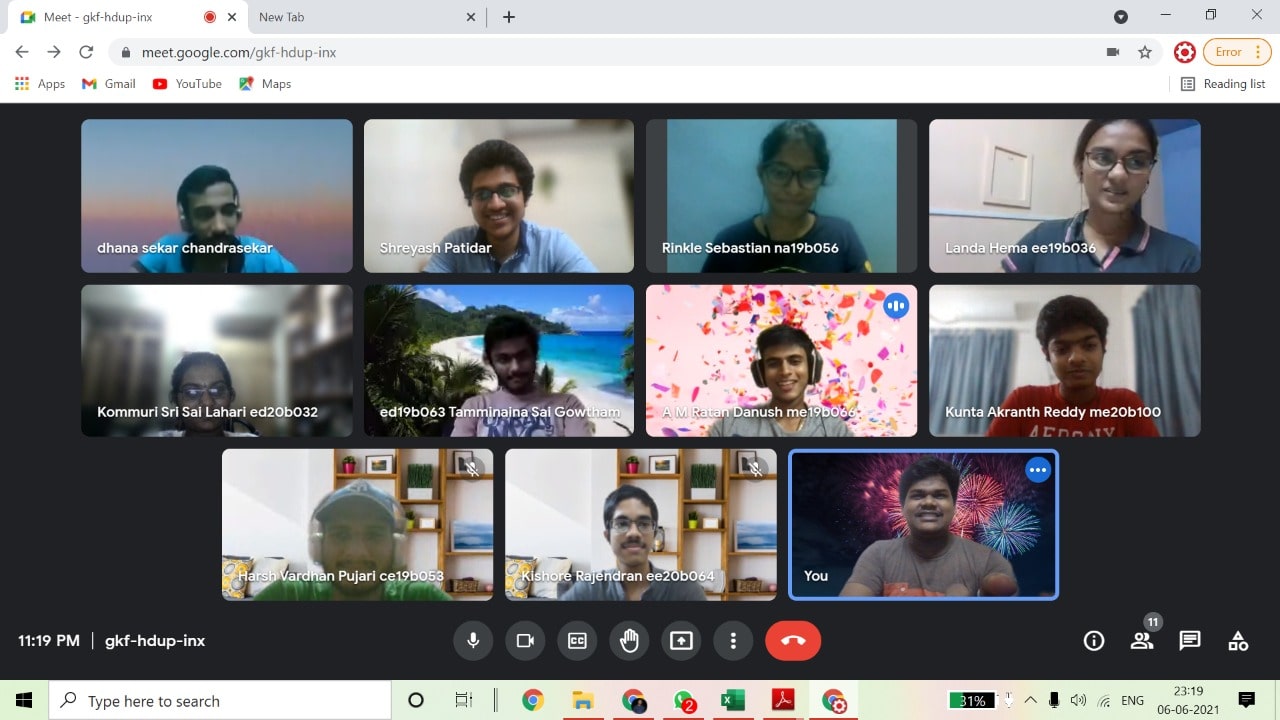 Meet - gkf-hdup-inx
New Tab
meet.google.com/gkf-hdup-inx
Error
Apps Gmail YouTube Maps
Reading list
dhana sekar chandrasekar
Shreyash Patidar
Rinkle Sebastian na19b056
Landa Hema ee19b036
Kommuri Sri Sai Lahari ed20b032
ed19b063 Tamminaina Sai Gowtham
A M Ratan Danush me19b066
Kunta Akranth Reddy me20b100
Harsh Vardhan Pujari ce19b053
Kishore Rajendran ee20b064
You
11:19 PM | gkf-hdup-inx
CC
11
Type here to search
2
31%
ENG
23:19
06-06-2021